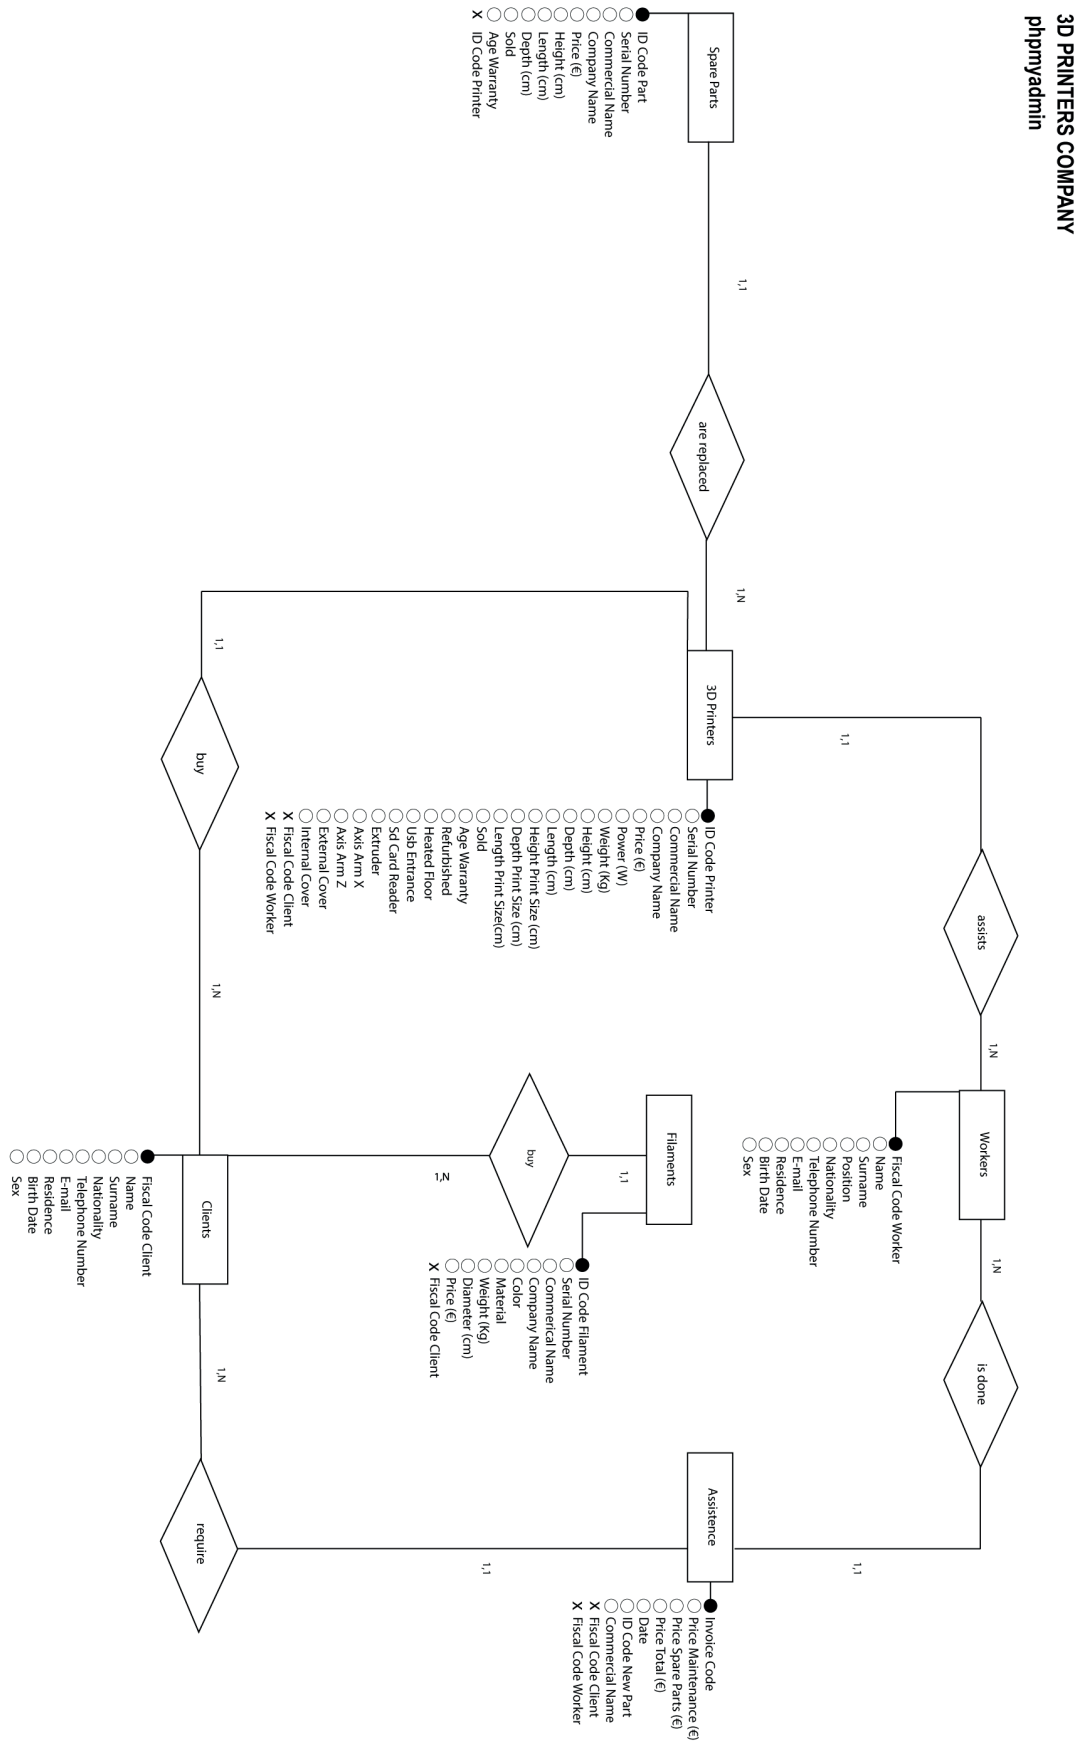 3D PRINTERS COMPANY
phpmyadmin
Spare Parts
ID Code Part
Serial Number
Commercial Name
Company Name
Price (€)
Height (cm)
Length (cm)
Depth (cm)
Sold
Age Warranty
X ID Code Printer
1,1
are replaced
1,N
3D Printers
ID Code Printer
Serial Number
Commercial Name
Company Name
Price (€)
Power (W)
Weight (Kg)
Height (cm)
Depth (cm)
Length (cm)
Height Print Size (cm)
Depth Print Size (cm)
Length Print Size(cm)
Sold
Age Warranty
Refurbished
Heated Floor
Usb Entrance
Sd Card Reader
Extruder
Axis Arm X
Axis Arm Z
External Cover
Internal Cover
X Fiscal Code Client
X Fiscal Code Worker
1,1
assists
1,N
Workers
Fiscal Code Worker
Name
Surname
Position
Nationality
Telephone Number
E-mail
Residence
Birth Date
Sex
1,N
is done
1,1
Assistence
Invoice Code
Price Maintenance (€)
Price Spare Parts (€)
Price Total (€)
Date
ID Code New Part
Commercial Name
X Fiscal Code Client
X Fiscal Code Worker
1,1
require
1,N
Filaments
ID Code Filament
Serial Number
Commerical Name
Company Name
Color
Material
Weight (Kg)
Diameter (cm)
Price (€)
X Fiscal Code Client
1,1
buy
1,N
1,1
buy
1,N
Clients
Fiscal Code Client
Name
Surname
Nationality
Telephone Number
E-mail
Residence
Birth Date
Sex